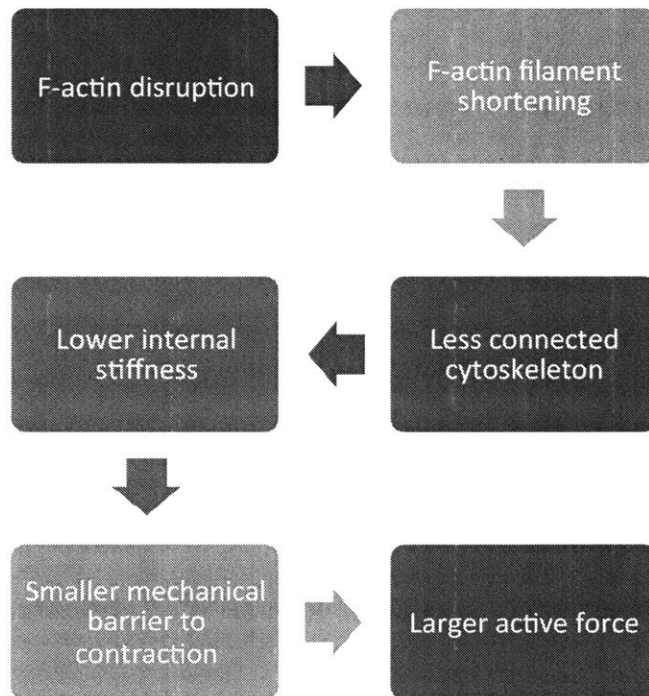 F-actin disruption
F-actin filament
shortening
Less connected
cytoskeleton
Lower internal
stiffness
Smaller mechanical
barrier to
contraction
Larger active force